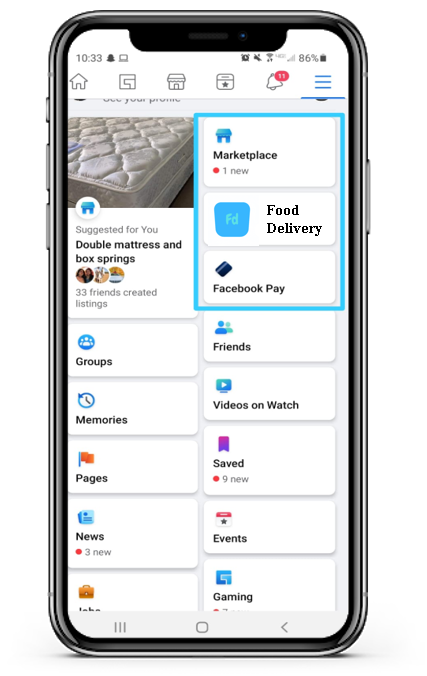 10:33
86%
11
See your profile
Suggested for You
Double mattress and
box springs
33 friends created
listings
Groups
Memories
Pages
News
3 new
Jobs
Marketplace
1 new
Fd
Food
Delivery
Facebook Pay
Friends
Videos on Watch
Saved
9 new
Events
Gaming